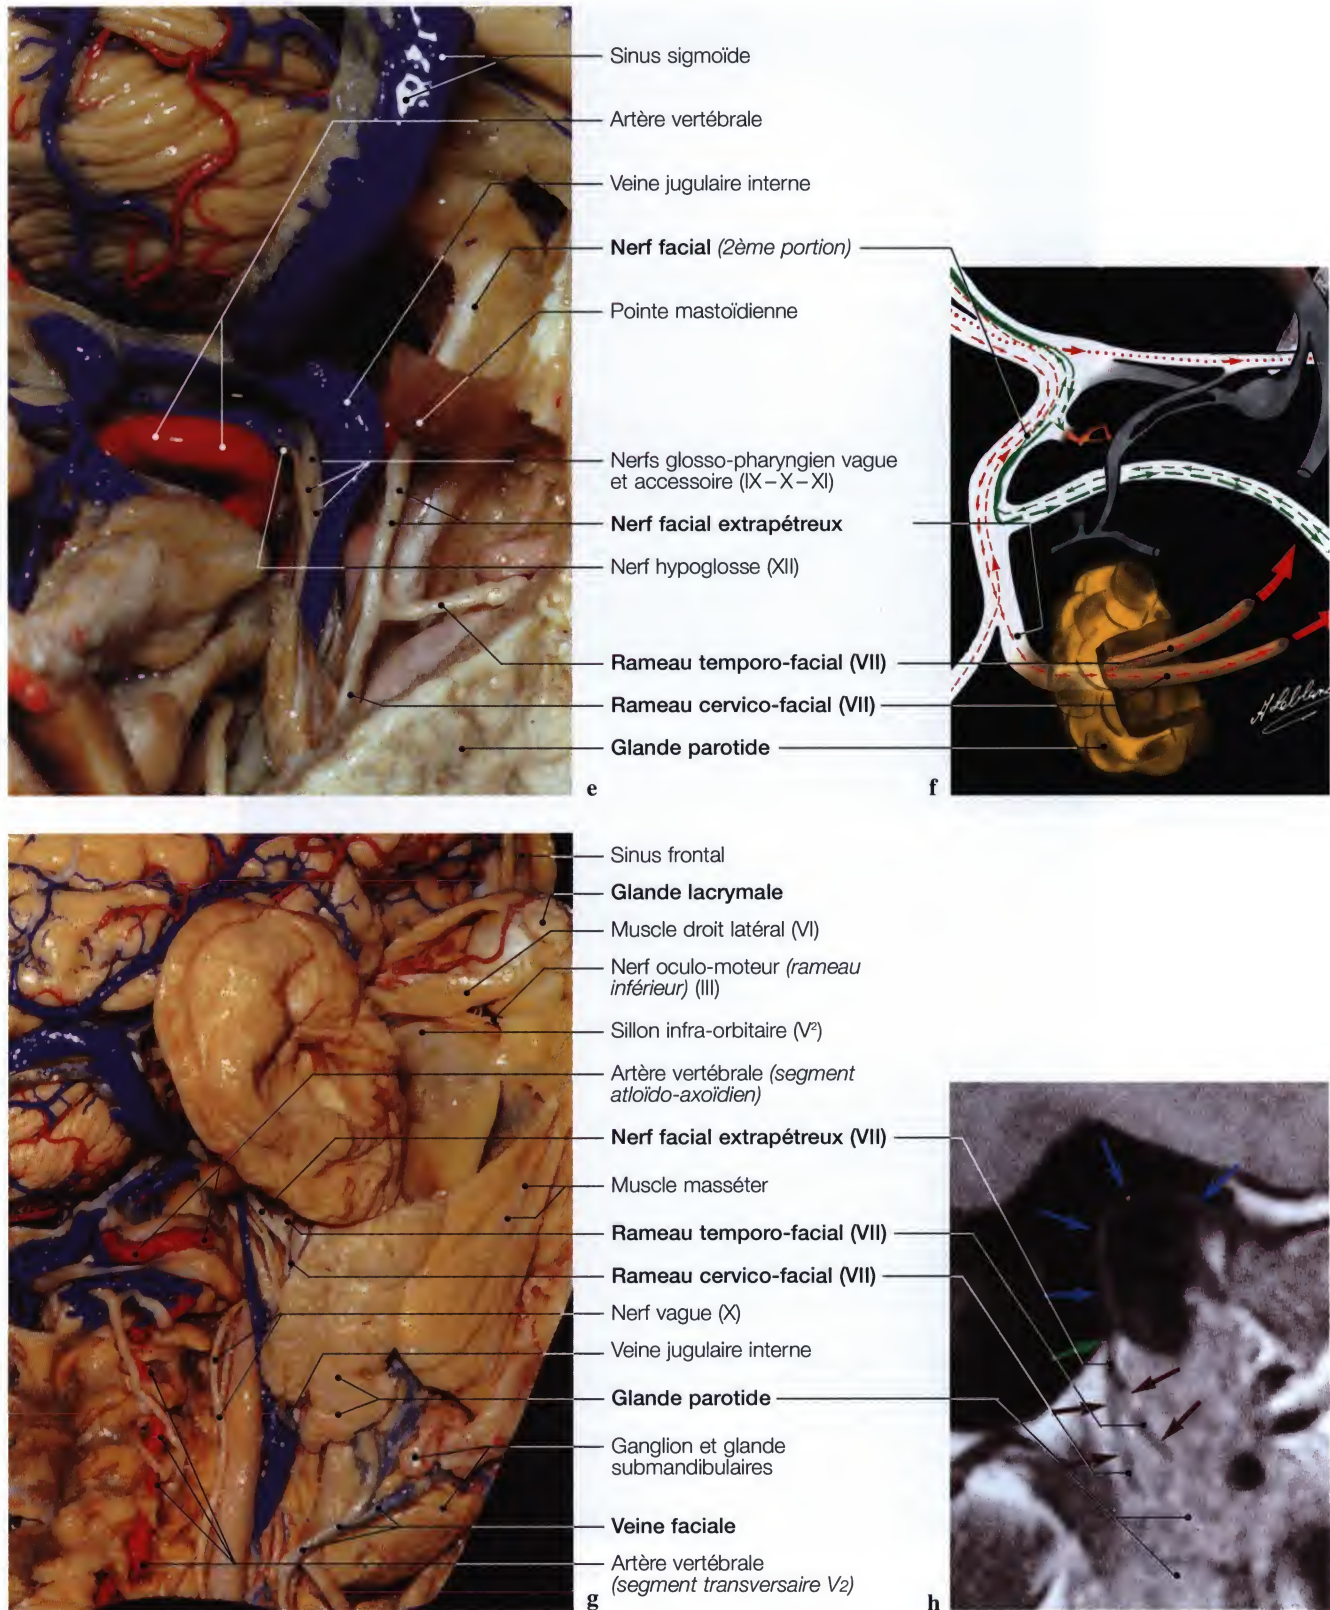 Sinus sigmoïde
Artère vertébrale
Veine jugulaire interne
Nerf facial (2ème portion)
Pointe mastoïdienne
Nerfs glosso-pharyngien vague
et accessoire (IX – X – XI)
Nerf facial extrapétreux
Nerf hypoglosse (XII)
Rameau temporo-facial (VII)
Rameau cervico-facial (VII)
Glande parotide
e
f
Sinus frontal
Glande lacrymale
Muscle droit latéral (VI)
Nerf oculo-moteur (rameau
inférieur) (III)
Sillon infra-orbitaire (V²)
Artère vertébrale (segment
atloïdo-axoïdien)
Nerf facial extrapétreux (VII)
Muscle masséter
Rameau temporo-facial (VII)
Rameau cervico-facial (VII)
Nerf vague (X)
Veine jugulaire interne
Glande parotide
Ganglion et glande
submandibulaires
Veine faciale
Artère vertébrale
(segment transversaire V2)
g
h